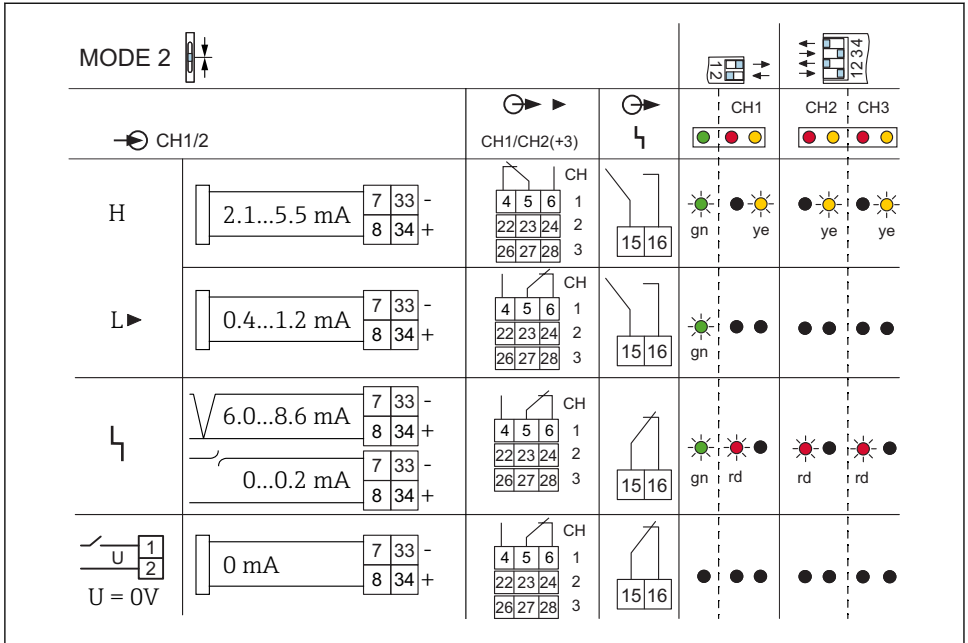 MODE 2
1 2
1 2 3 4
CH1/2
CH1/CH2(+3)
CH1
CH2
CH3
H
2.1...5.5 mA
7 33 -
8 34 +
CH
4 5 6 1
22 23 24 2
26 27 28 3
15 16
gn
ye
ye
ye
L
0.4...1.2 mA
7 33 -
8 34 +
CH
4 5 6 1
22 23 24 2
26 27 28 3
15 16
gn
6.0...8.6 mA
7 33 -
8 34 +
0...0.2 mA
7 33 -
8 34 +
CH
4 5 6 1
22 23 24 2
26 27 28 3
15 16
gn
rd
rd
rd
U
1
2
U = 0V
0 mA
7 33 -
8 34 +
CH
4 5 6 1
22 23 24 2
26 27 28 3
15 16